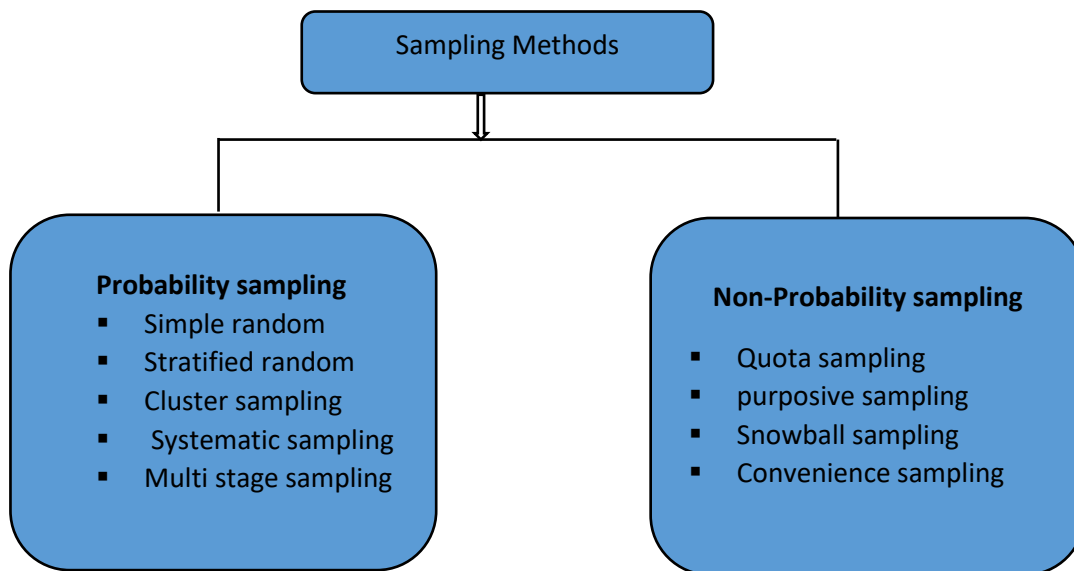 Sampling Methods
Probability sampling
▪ Simple random
▪ Stratified random
▪ Cluster sampling
▪ Systematic sampling
▪ Multi stage sampling
Non-Probability sampling
▪ Quota sampling
▪ purposive sampling
▪ Snowball sampling
▪ Convenience sampling